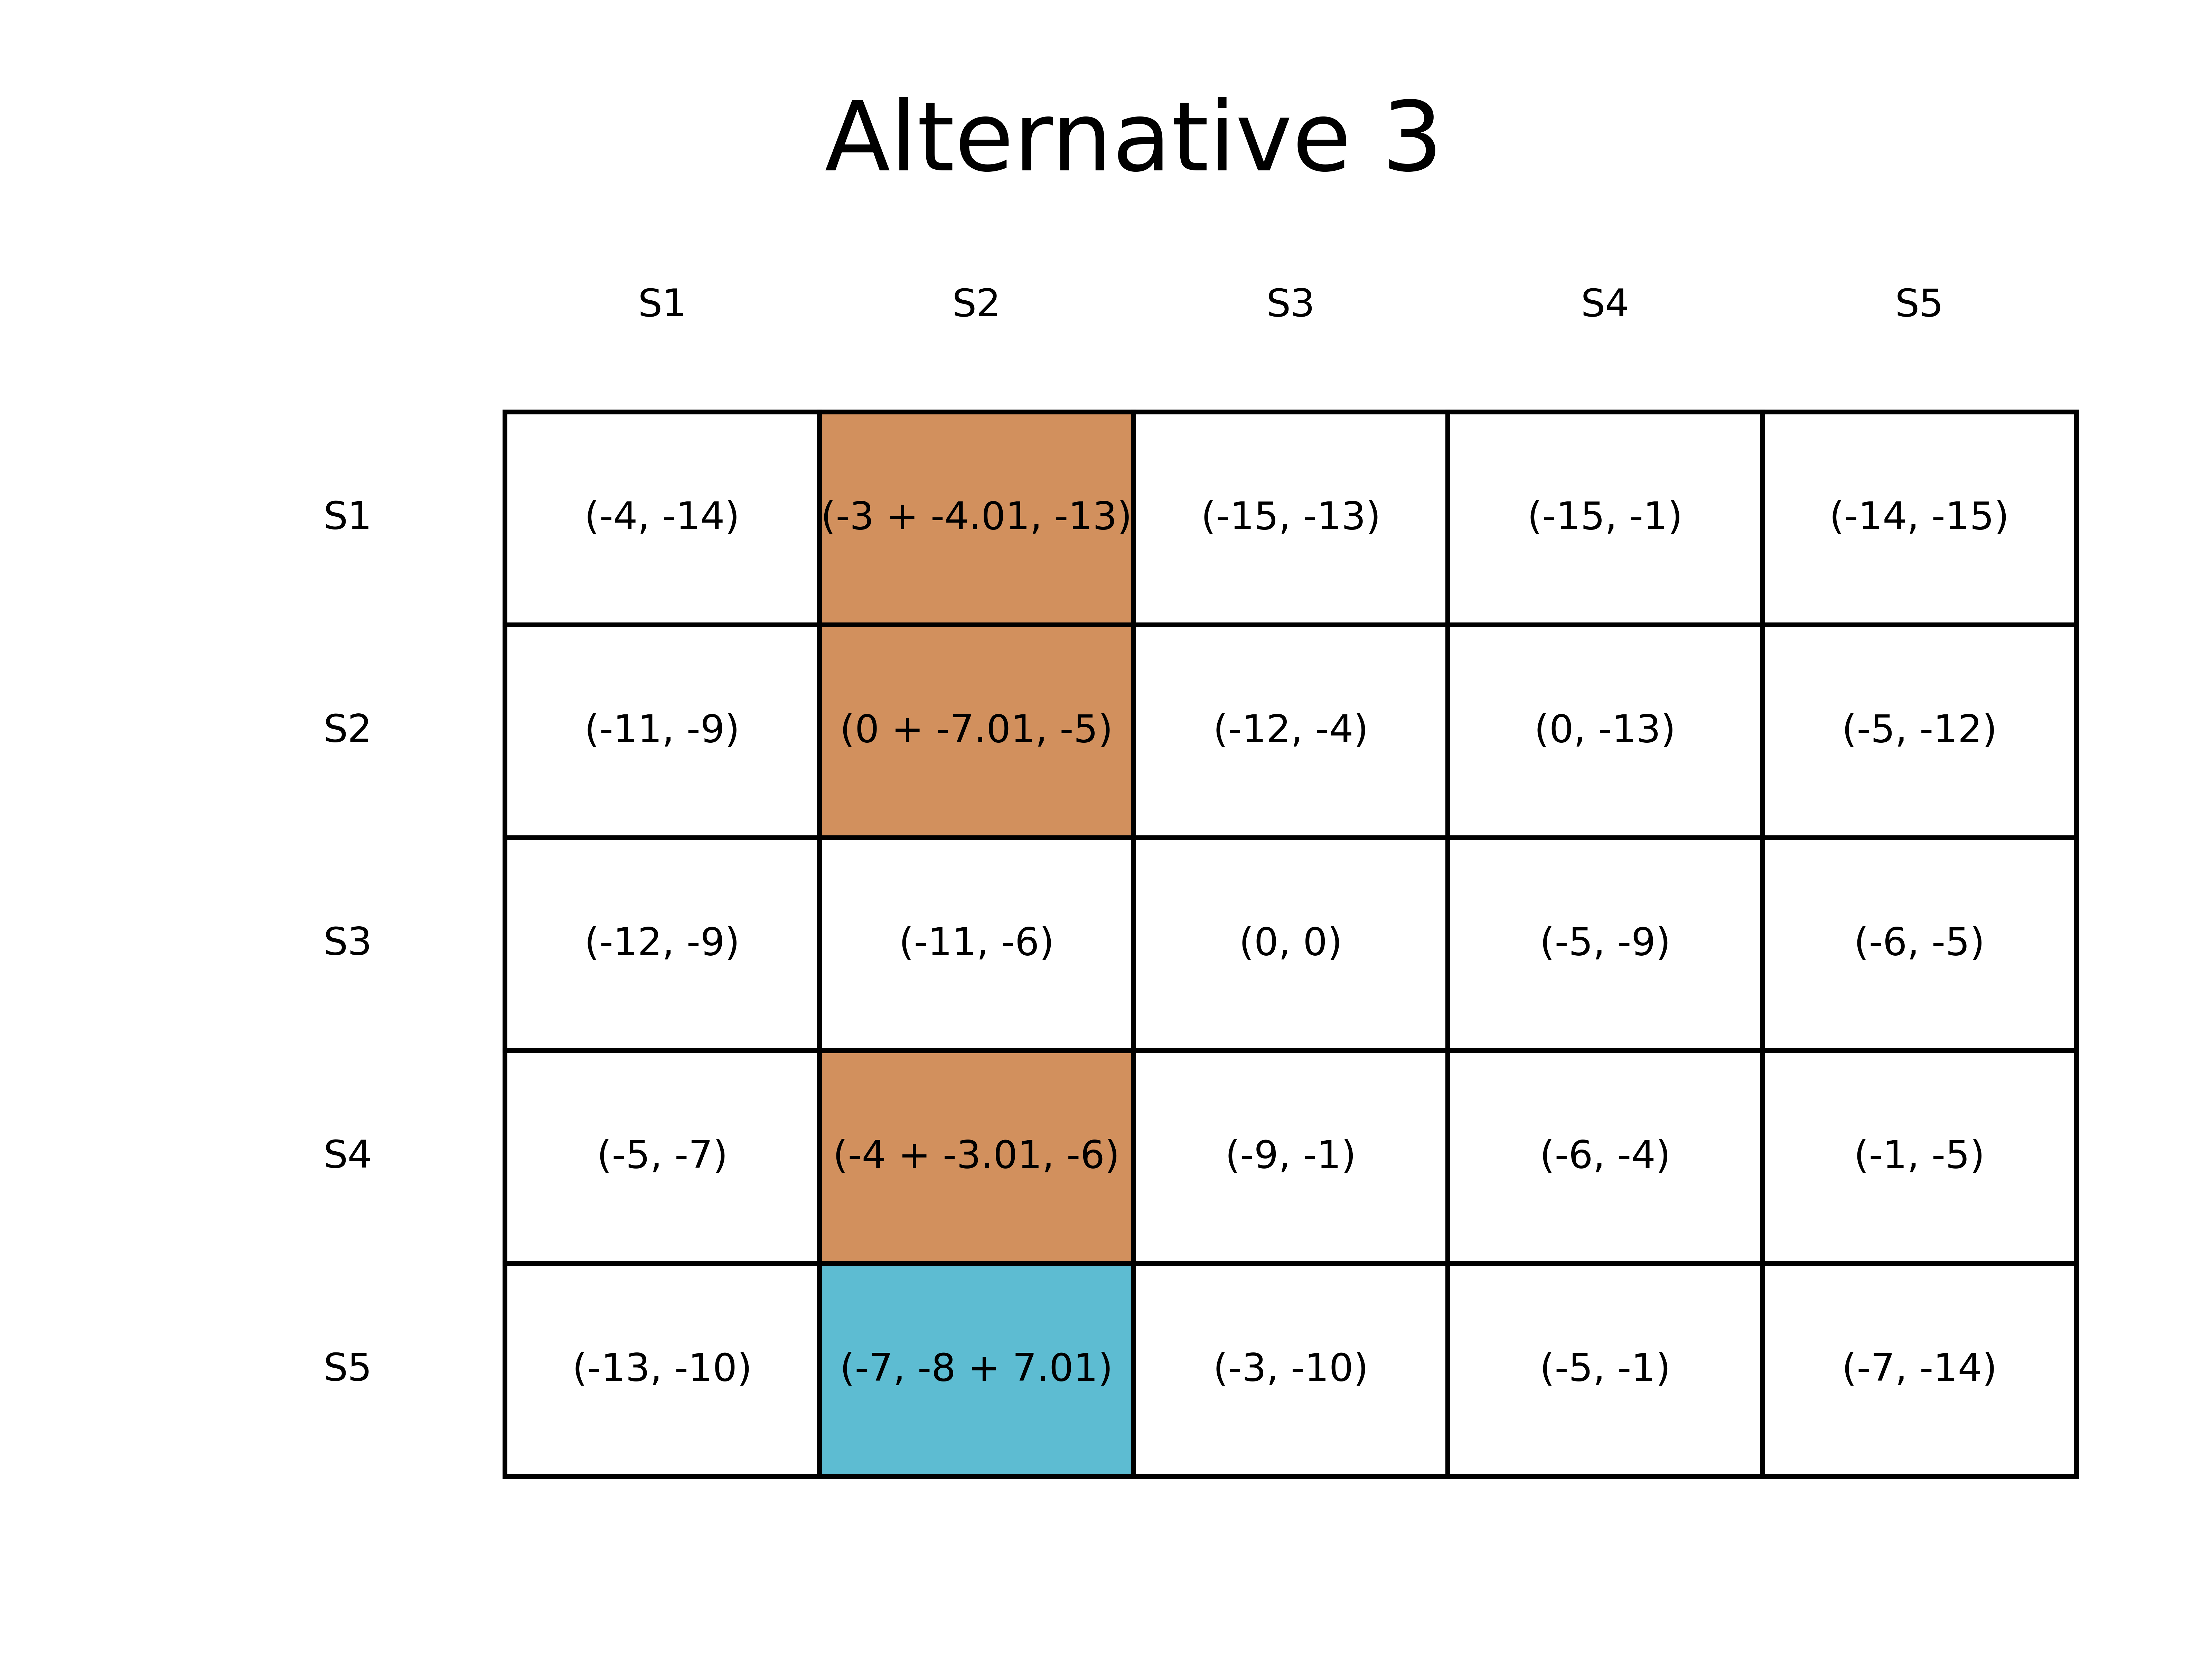 Alternative 3
S1 S2 S3 S4 S5
S1 (-4, -14) (-3 + -4.01, -13) (-15, -13) (-15, -1) (-14, -15)
S2 (-11, -9) (0 + -7.01, -5) (-12, -4) (0, -13) (-5, -12)
S3 (-12, -9) (-11, -6) (0, 0) (-5, -9) (-6, -5)
S4 (-5, -7) (-4 + -3.01, -6) (-9, -1) (-6, -4) (-1, -5)
S5 (-13, -10) (-7, -8 + 7.01) (-3, -10) (-5, -1) (-7, -14)